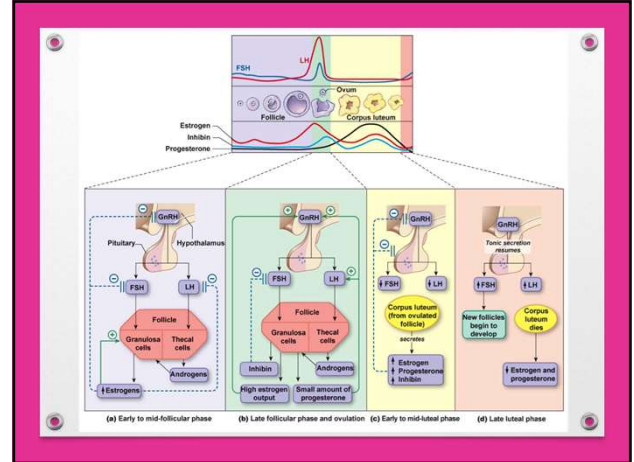 FSH
LH
Ovum
Follicle
Corpus luteum
Estrogen
Inhibin
Progesterone
GnRH
Pituitary
Hypothalamus
FSH
LH
Follicle
Granulosa
cells
Thecal
cells
Androgens
Estrogens
(a) Early to mid-follicular phase
GnRH
FSH
LH
Follicle
Granulosa
cells
Thecal
cells
Androgens
Inhibin
High estrogen
output
Small amount of
progesterone
(b) Late follicular phase and ovulation
GnRH
FSH
LH
Corpus luteum
(from ovulated
follicle)
secretes
Estrogen
Progesterone
Inhibin
(c) Early to mid-luteal phase
GnRH
Tonic secretion
resumes
FSH
LH
New follicles
begin to
develop
Corpus
luteum
dies
Estrogen and
progesterone
(d) Late luteal phase